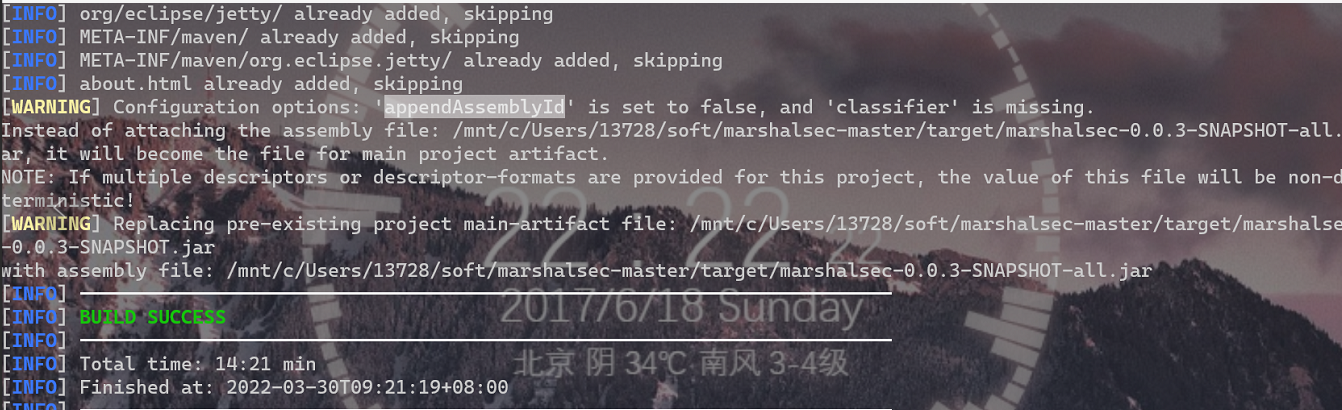 [INFO] org/eclipse/jetty/ already added, skipping
[INFO] META-INF/maven/ already added, skipping
[INFO] META-INF/maven/org.eclipse.jetty/ already added, skipping
[INFO] about.html already added, skipping
[WARNING] Configuration options: 'appendAssemblyId' is set to false, and 'classifier' is missing.
Instead of attaching the assembly file: /mnt/c/Users/13728/soft/marshalsec-master/target/marshalsec-0.0.3-SNAPSHOT-all.
ar, it will become the file for main project artifact.
NOTE: If multiple descriptors or descriptor-formats are provided for this project, the value of this file will be non-d
terministic!
[WARNING] Replacing pre-existing project main-artifact file: /mnt/c/Users/13728/soft/marshalsec-master/target/marshalse
-0.0.3-SNAPSHOT.jar
with assembly file: /mnt/c/Users/13728/soft/marshalsec-master/target/marshalsec-0.0.3-SNAPSHOT-all.jar
[INFO]
[INFO] BUILD SUCCESS
[INFO]
[INFO] Total time: 14:21 min
[INFO] Finished at: 2022-03-30T09:21:19+08:00
[INFO]
22 : 22 22
2017/6/18 Sunday
北京 阴 34℃ 南风 3-4级